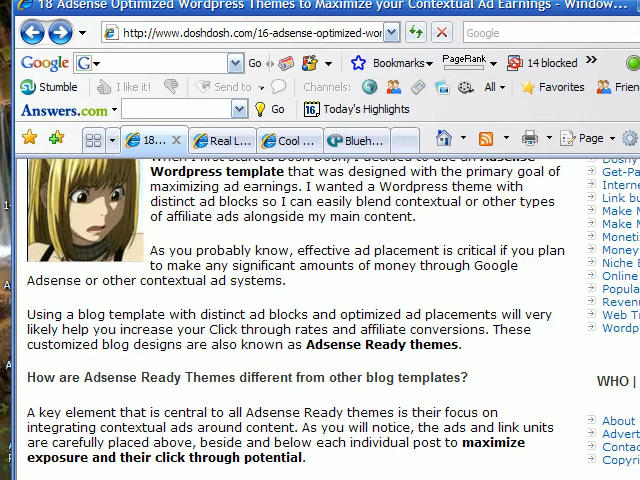 18 Adsense Optimized Wordpress Themes to Maximize your Contextual Ad Earnings - Window...
http://www.doshdosh.com/16-adsense-optimized-wor
Google
Google G Go Bookmarks PageRank 14 blocked »
Stumble I like it! Send to Channels: All Favorites Frien
Answers.com Go 16 Today's Highlights
18... Real L... Cool ... Blueh... Page
When I first started Dosh Dosh, I decided to use an Adsense
Wordpress template that was designed with the primary goal of
maximizing ad earnings. I wanted a Wordpress theme with
distinct ad blocks so I can easily blend contextual or other types
of affiliate ads alongside my main content.
As you probably know, effective ad placement is critical if you plan
to make any significant amounts of money through Google
Adsense or other contextual ad systems.
Using a blog template with distinct ad blocks and optimized ad placements will very
likely help you increase your Click through rates and affiliate conversions. These
customized blog designs are also known as Adsense Ready themes.
How are Adsense Ready Themes different from other blog templates?
A key element that is central to all Adsense Ready themes is their focus on
integrating contextual ads around content. As you will notice, the ads and link units
are carefully placed above, beside and below each individual post to maximize
exposure and their click through potential.
Get-Pa
Interne
Link bu
Make M
Make M
Moneti
Money
Niche B
Online
Popula
Revenu
Web Tr
Wordp
WHO |
About
Advert
Contac
Copyri